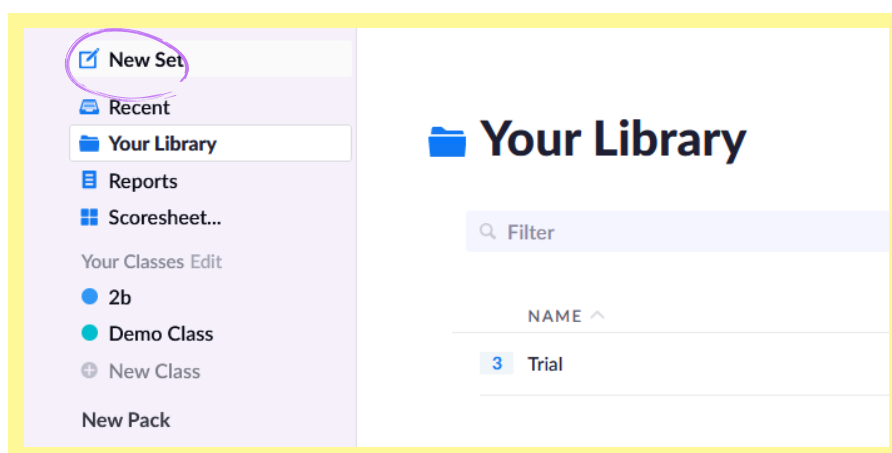 New Set
Recent
Your Library
Reports
Scoresheet...
Your Classes Edit
2b
Demo Class
New Class
New Pack
Your Library
Filter
NAME
3 Trial